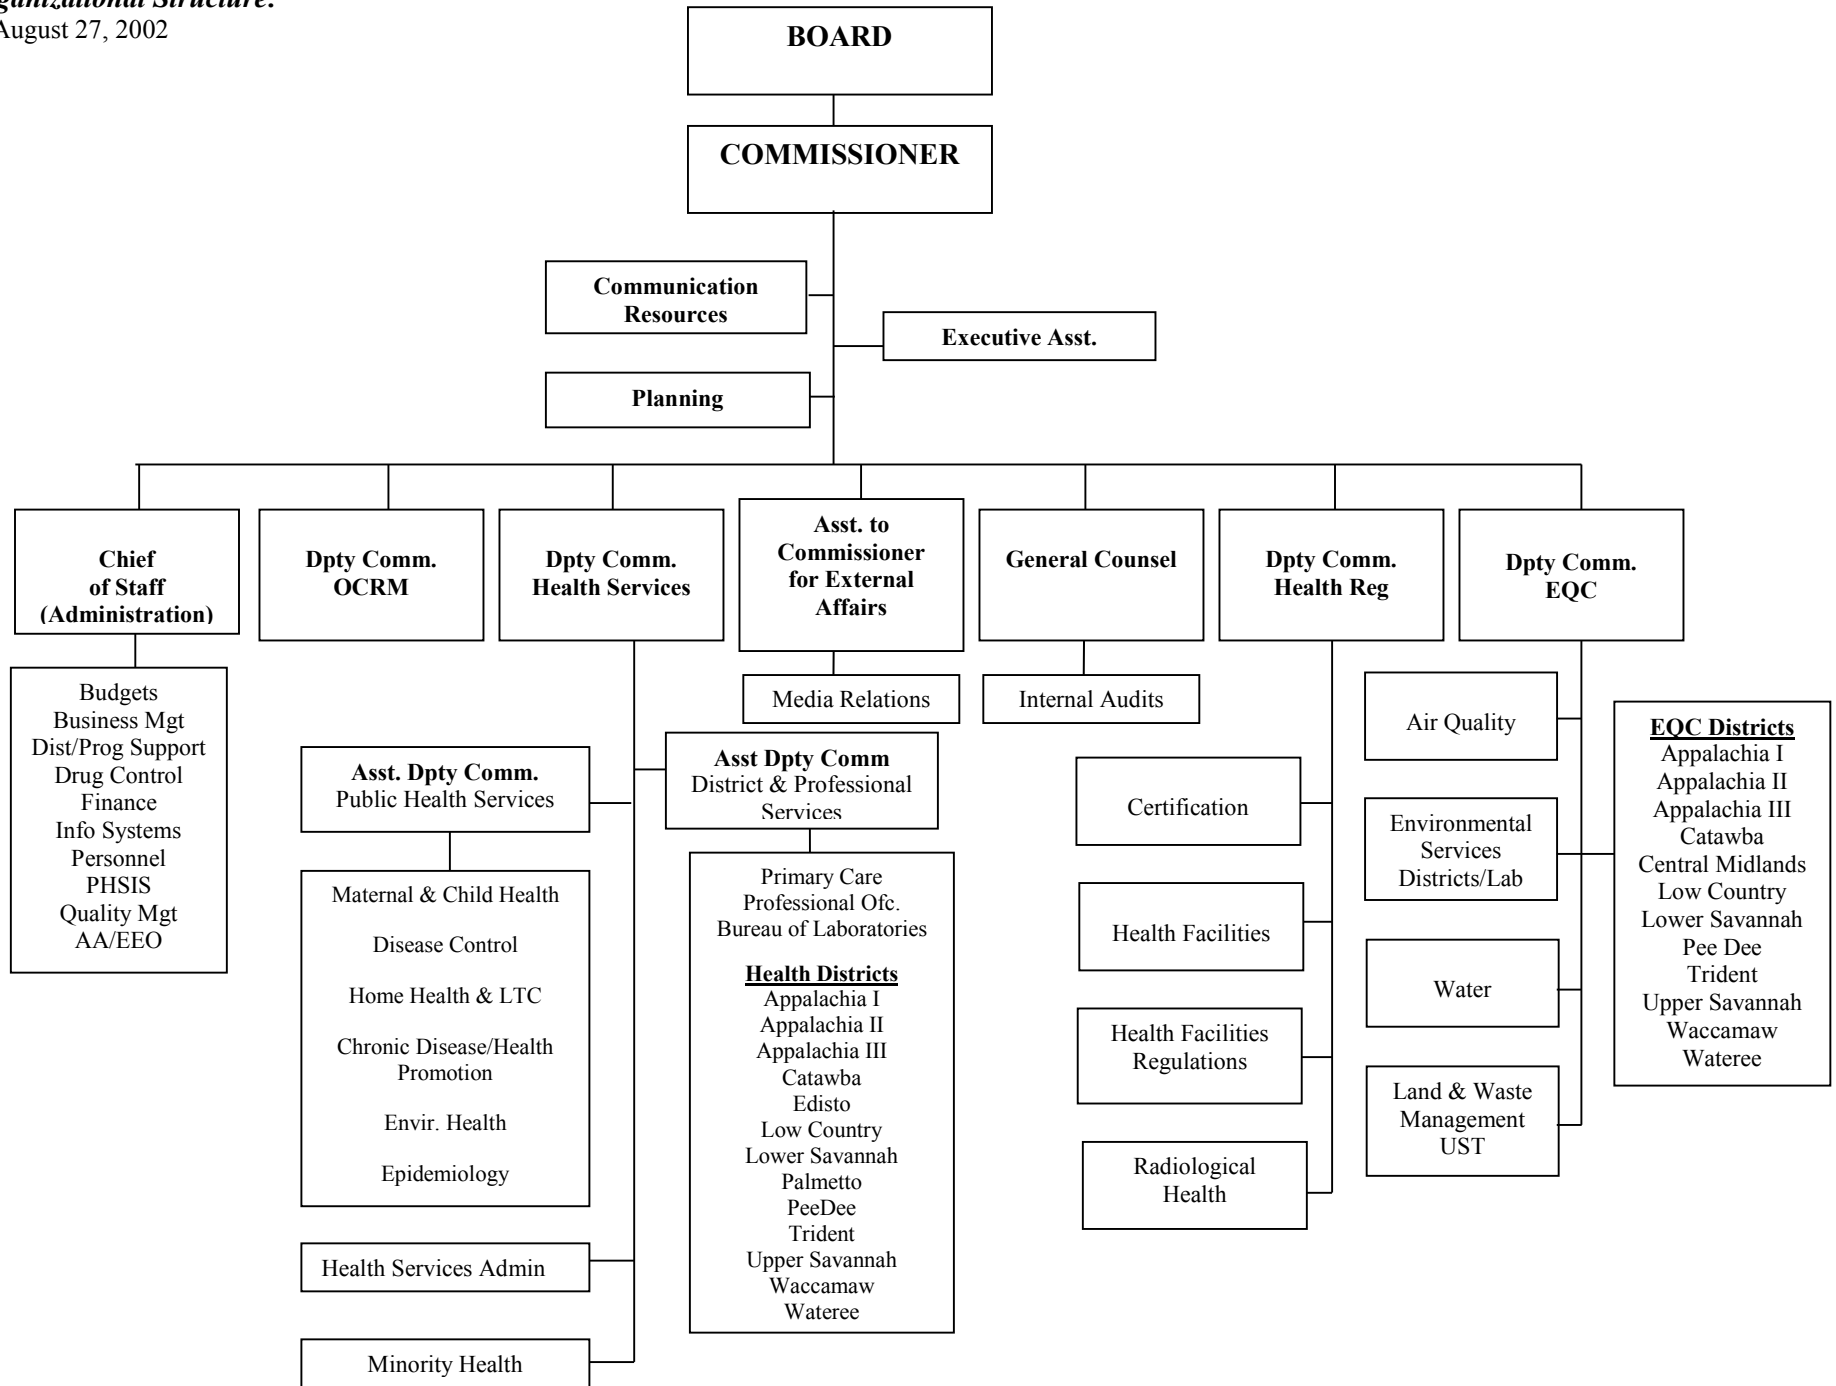 ganizational Structure:
August 27, 2002
BOARD
COMMISSIONER
Communication
Resources
Executive Asst.
Planning
Chief
of Staff
(Administration)
Dpty Comm.
OCRM
Dpty Comm.
Health Services
Asst. to
Commissioner
for External
Affairs
General Counsel
Dpty Comm.
Health Reg
Dpty Comm.
EQC
Budgets
Business Mgt
Dist/Prog Support
Drug Control
Finance
Info Systems
Personnel
PHSIS
Quality Mgt
AA/EEO
Media Relations
Internal Audits
Asst. Dpty Comm.
Public Health Services
Asst Dpty Comm
District & Professional
Services
Maternal & Child Health
Disease Control
Home Health & LTC
Chronic Disease/Health
Promotion
Envir. Health
Epidemiology
Health Services Admin
Minority Health
Primary Care
Professional Ofc.
Bureau of Laboratories
Health Districts
Appalachia I
Appalachia II
Appalachia III
Catawba
Edisto
Low Country
Lower Savannah
Palmetto
PeeDee
Trident
Upper Savannah
Waccamaw
Wateree
Certification
Health Facilities
Health Facilities
Regulations
Radiological
Health
Air Quality
Environmental
Services
Districts/Lab
Water
Land & Waste
Management
UST
EQC Districts
Appalachia I
Appalachia II
Appalachia III
Catawba
Central Midlands
Low Country
Lower Savannah
Pee Dee
Trident
Upper Savannah
Waccamaw
Wateree